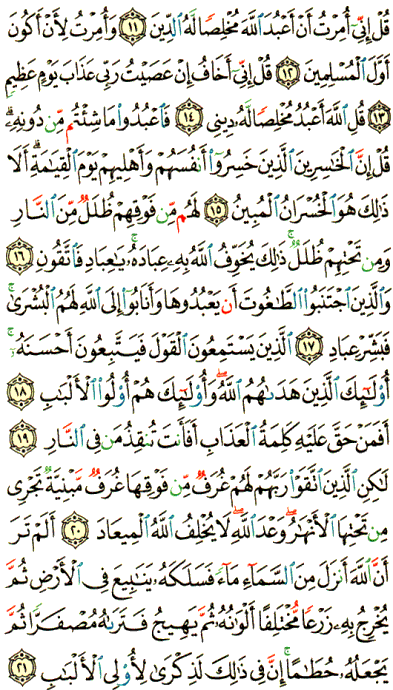 قُلْ إِنِّىٓ أُمِرْتُ أَنْ أَعْبُدَ ٱللَّهَ مُخْلِصًا لَّهُ ٱلدِّينَ ١١ وَأُمِرْتُ لِأَنْ أَكُونَ
أَوَّلَ ٱلْمُسْلِمِينَ ١٢ قُلْ إِنِّىٓ أَخَافُ إِنْ عَصَيْتُ رَبِّى عَذَابَ يَوْمٍ عَظِيمٍ
١٣ قُلِ ٱللَّهَ أَعْبُدُ مُخْلِصًا لَّهُۥ دِينِى ١٤ فَٱعْبُدُوا۟ مَا شِئْتُم مِّن دُونِهِۦ ۗ
قُلْ إِنَّ ٱلْخَٰسِرِينَ ٱلَّذِينَ خَسِرُوٓا۟ أَنفُسَهُمْ وَأَهْلِيهِمْ يَوْمَ ٱلْقِيَٰمَةِ ۗ أَلَا
ذَٰلِكَ هُوَ ٱلْخُسْرَانُ ٱلْمُبِينُ ١٥ لَهُم مِّن فَوْقِهِمْ ظُلَلٌ مِّنَ ٱلنَّارِ
وَمِن تَحْتِهِمْ ظُلَلٌ ۚ ذَٰلِكَ يُخَوِّفُ ٱللَّهُ بِهِۦ عِبَادَهُۥ ۚ يَٰعِبَادِ فَٱتَّقُونِ ١٦
وَٱلَّذِينَ ٱجْتَنَبُوا۟ ٱلطَّٰغُوتَ أَن يَعْبُدُوهَا وَأَنَابُوٓا۟ إِلَى ٱللَّهِ لَهُمُ ٱلْبُشْرَىٰ ۚ
فَبَشِّرْ عِبَادِ ١٧ ٱلَّذِينَ يَسْتَمِعُونَ ٱلْقَوْلَ فَيَتَّبِعُونَ أَحْسَنَهُۥٓ ۚ
أُو۟لَٰٓئِكَ ٱلَّذِينَ هَدَىٰهُمُ ٱللَّهُ ۖ وَأُو۟لَٰٓئِكَ هُمْ أُو۟لُوا۟ ٱلْأَلْبَٰبِ ١٨
أَفَمَنْ حَقَّ عَلَيْهِ كَلِمَةُ ٱلْعَذَابِ أَفَأَنتَ تُنقِذُ مَن فِى ٱلنَّارِ ١٩
لَٰكِنِ ٱلَّذِينَ ٱتَّقَوْا۟ رَبَّهُمْ لَهُمْ غُرَفٌ مِّن فَوْقِهَا غُرَفٌ مَّبْنِيَّةٌ تَجْرِى
مِن تَحْتِهَا ٱلْأَنْهَٰرُ ۖ وَعْدَ ٱللَّهِ ۖ لَا يُخْلِفُ ٱللَّهُ ٱلْمِيعَادَ ٢٠ أَلَمْ تَرَ
أَنَّ ٱللَّهَ أَنزَلَ مِنَ ٱلسَّمَآءِ مَآءً فَسَلَكَهُۥ يَنَٰبِيعَ فِى ٱلْأَرْضِ ثُمَّ
يُخْرِجُ بِهِۦ زَرْعًا مُّخْتَلِفًا أَلْوَٰنُهُۥ ثُمَّ يَهِيجُ فَتَرَىٰهُ مُصْفَرًّا ثُمَّ
يَجْعَلُهُۥ حُطَٰمًا ۚ إِنَّ فِى ذَٰلِكَ لَذِكْرَىٰ لِأُو۟لِى ٱلْأَلْبَٰبِ ٢١